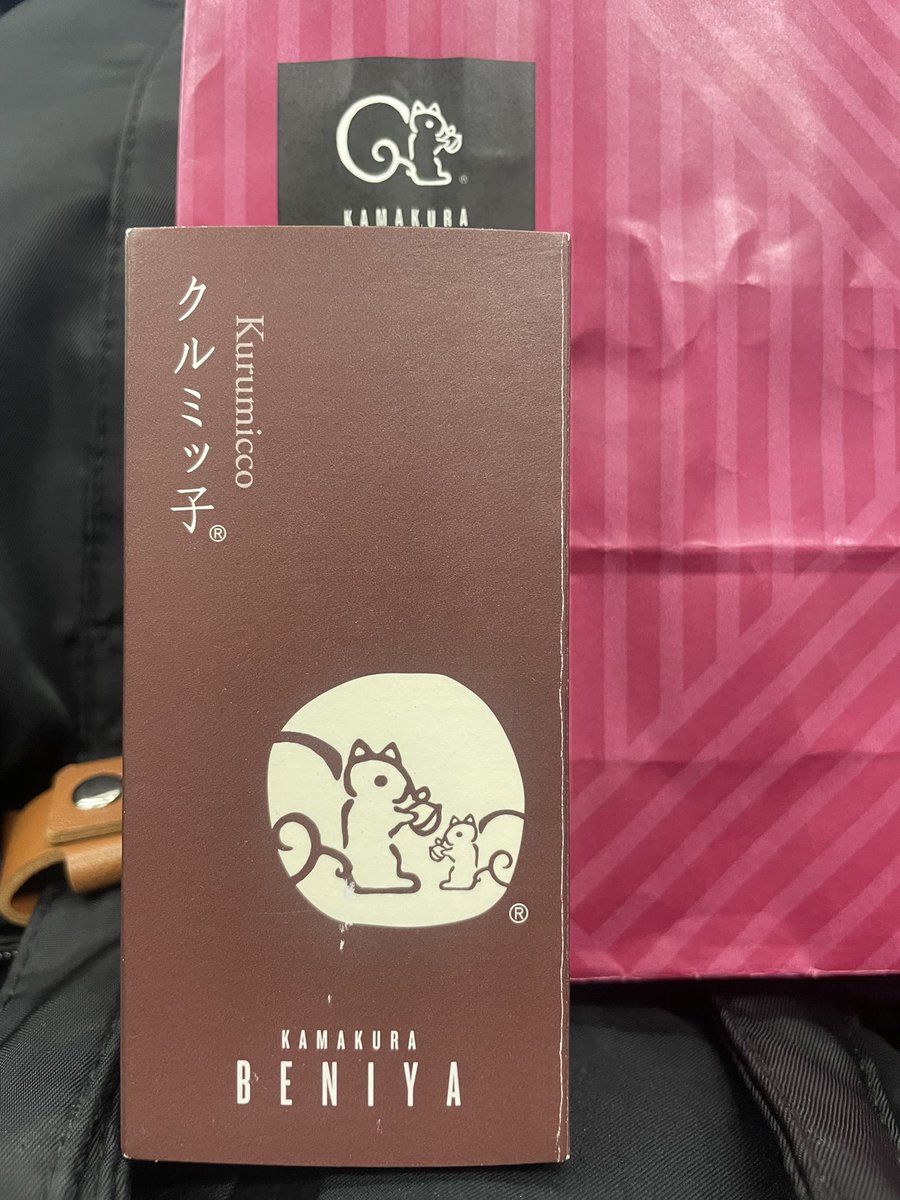 ®
KAMAKURA
クルミッ子®
Kurumicco
®
KAMAKURA
BENIYA